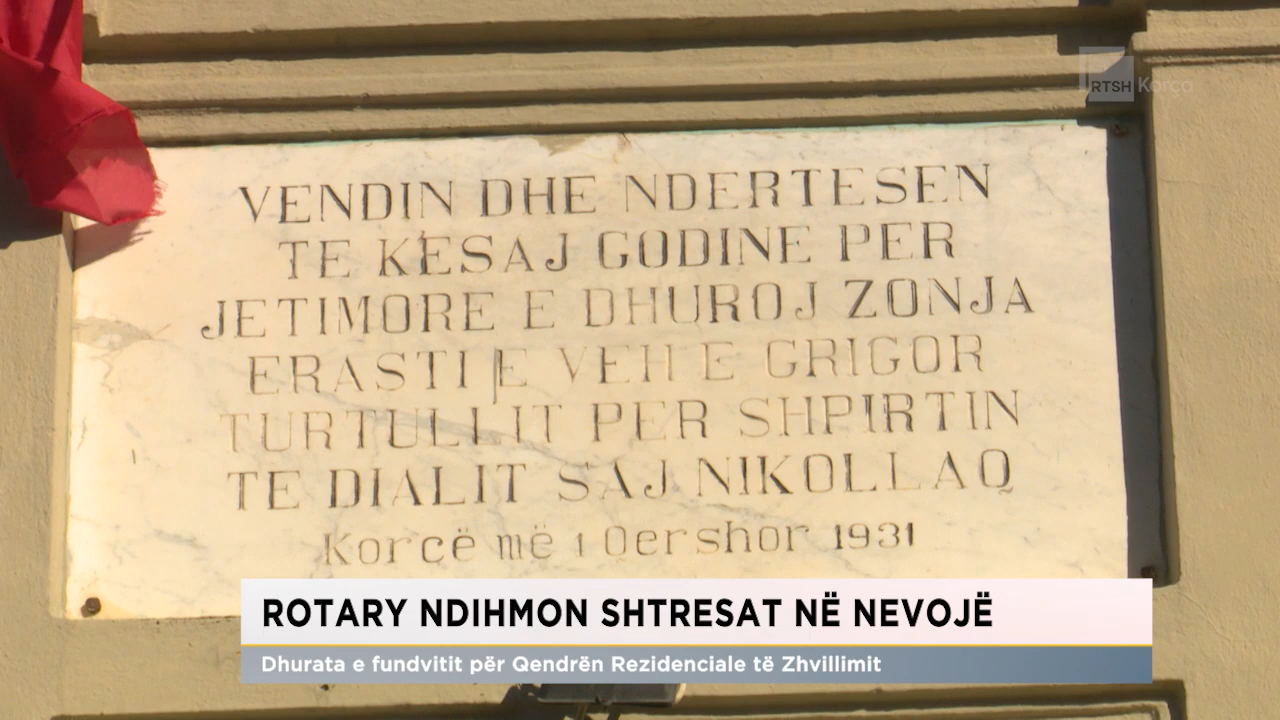 RTSH Korça
VENDIN DHE NDERTESEN
TE KESAJ GODINE PER
JETIMORE E DHUROJ ZONJA
ERASTI E VEHE GRIGOR
TURTULLIT PER SHPIRTIN
TE DIALIT SAJ NIKOLLAQ
Korcë më 1 Qershor 1931
ROTARY NDIHMON SHTRESAT NË NEVOJË
Dhurata e fundvitit për Qendrën Rezidenciale të Zhvillimit